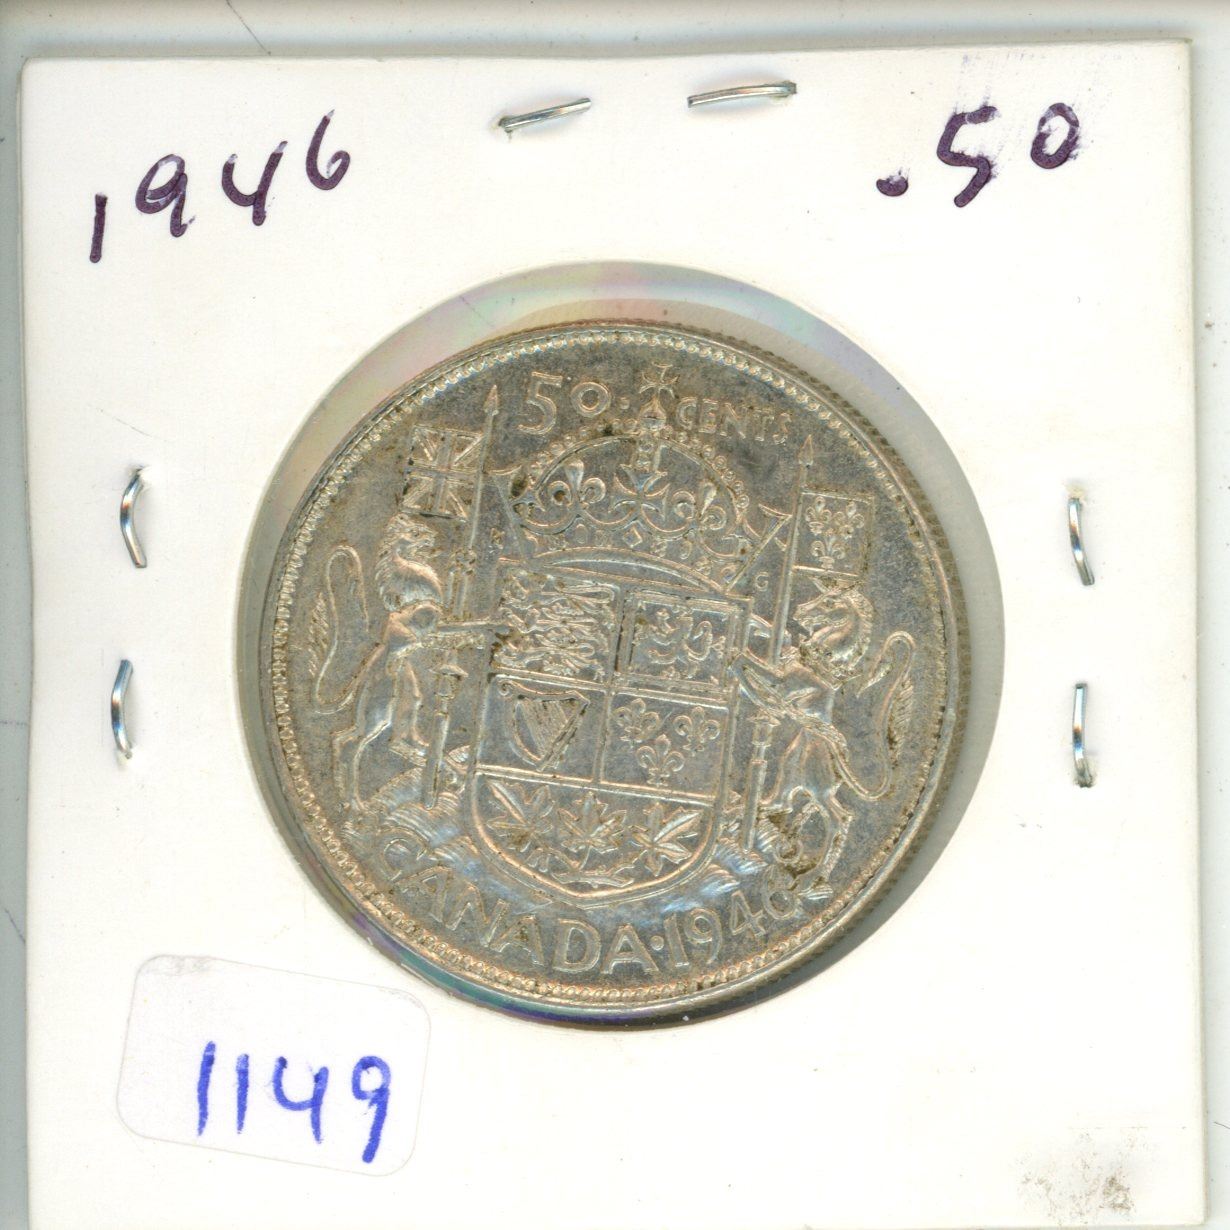 1946 .50
50 · CENTS
K G
CANADA · 1946
1149